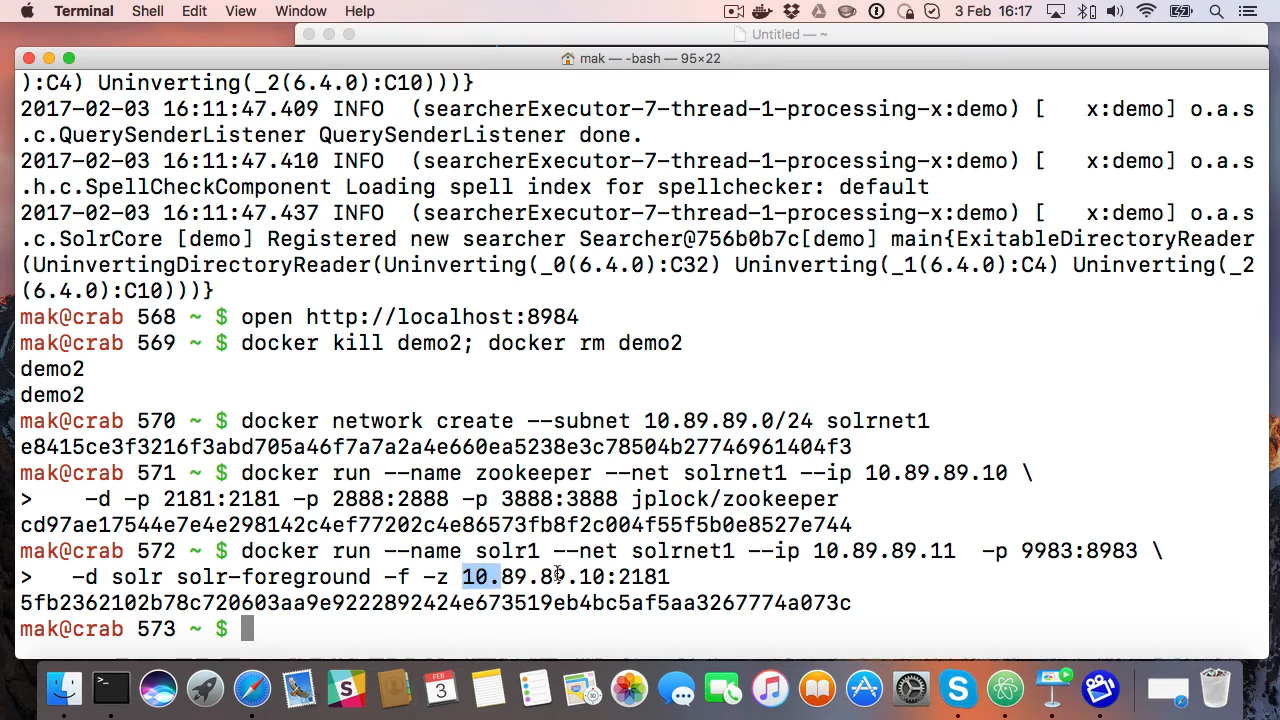 Terminal Shell Edit View Window Help 3 Feb 16:17
Untitled — ~
mak — -bash — 95×22
):C4) Uninverting(_2(6.4.0):C10)))}
2017-02-03 16:11:47.409 INFO  (searcherExecutor-7-thread-1-processing-x:demo) [   x:demo] o.a.s
.c.QuerySenderListener QuerySenderListener done.
2017-02-03 16:11:47.410 INFO  (searcherExecutor-7-thread-1-processing-x:demo) [   x:demo] o.a.s
.h.c.SpellCheckComponent Loading spell index for spellchecker: default
2017-02-03 16:11:47.437 INFO  (searcherExecutor-7-thread-1-processing-x:demo) [   x:demo] o.a.s
.c.SolrCore [demo] Registered new searcher Searcher@756b0b7c[demo] main{ExitableDirectoryReader
(UninvertingDirectoryReader(Uninverting(_0(6.4.0):C32) Uninverting(_1(6.4.0):C4) Uninverting(_2
(6.4.0):C10)))}
mak@crab 568 ~ $ open http://localhost:8984
mak@crab 569 ~ $ docker kill demo2; docker rm demo2
demo2
demo2
mak@crab 570 ~ $ docker network create --subnet 10.89.89.0/24 solrnet1
e8415ce3f3216f3abd705a46f7a7a2a4e660ea5238e3c78504b27746961404f3
mak@crab 571 ~ $ docker run --name zookeeper --net solrnet1 --ip 10.89.89.10 \
>    -d -p 2181:2181 -p 2888:2888 -p 3888:3888 jplock/zookeeper
cd97ae17544e7e4e298142c4ef77202c4e86573fb8f2c004f55f5b0e8527e744
mak@crab 572 ~ $ docker run --name solr1 --net solrnet1 --ip 10.89.89.11  -p 9983:8983 \
>   -d solr solr-foreground -f -z 10.89.89.10:2181
5fb2362102b78c720603aa9e9222892424e673519eb4bc5af5aa3267774a073c
mak@crab 573 ~ $
FEB
3